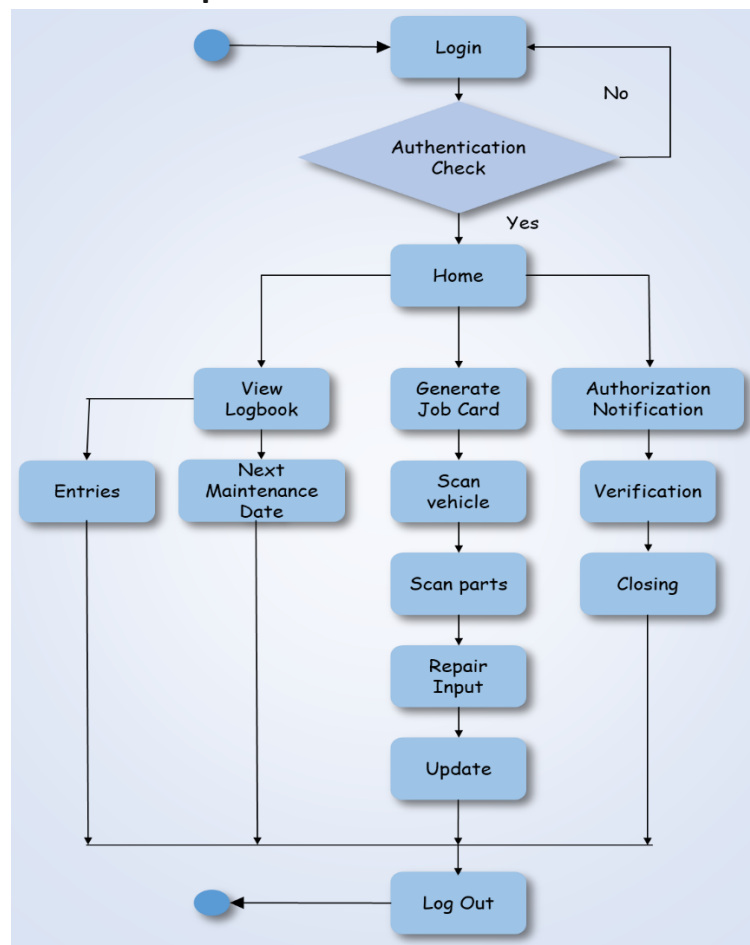 Login
No
Authentication
Check
Yes
Home
View
Logbook
Generate
Job Card
Authorization
Notification
Entries
Next
Maintenance
Date
Scan
vehicle
Verification
Scan parts
Closing
Repair
Input
Update
Log Out